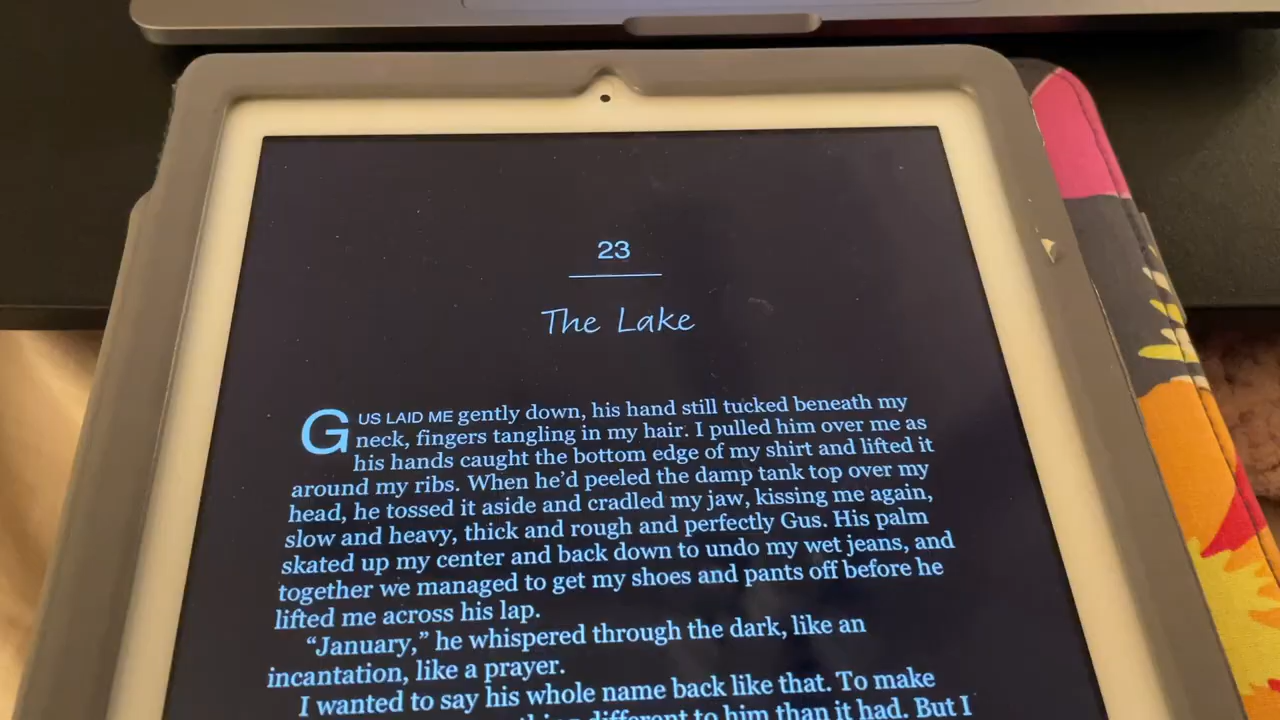 23
The Lake
GUS LAID ME gently down, his hand still tucked beneath my
neck, fingers tangling in my hair. I pulled him over me as
his hands caught the bottom edge of my shirt and lifted it
around my ribs. When he’d peeled the damp tank top over my
head, he tossed it aside and cradled my jaw, kissing me again,
slow and heavy, thick and rough and perfectly Gus. His palm
skated up my center and back down to undo my wet jeans, and
together we managed to get my shoes and pants off before he
lifted me across his lap.
“January,” he whispered through the dark, like an
incantation, like a prayer.
I wanted to say his whole name back like that. To make
different to him than it had. But I